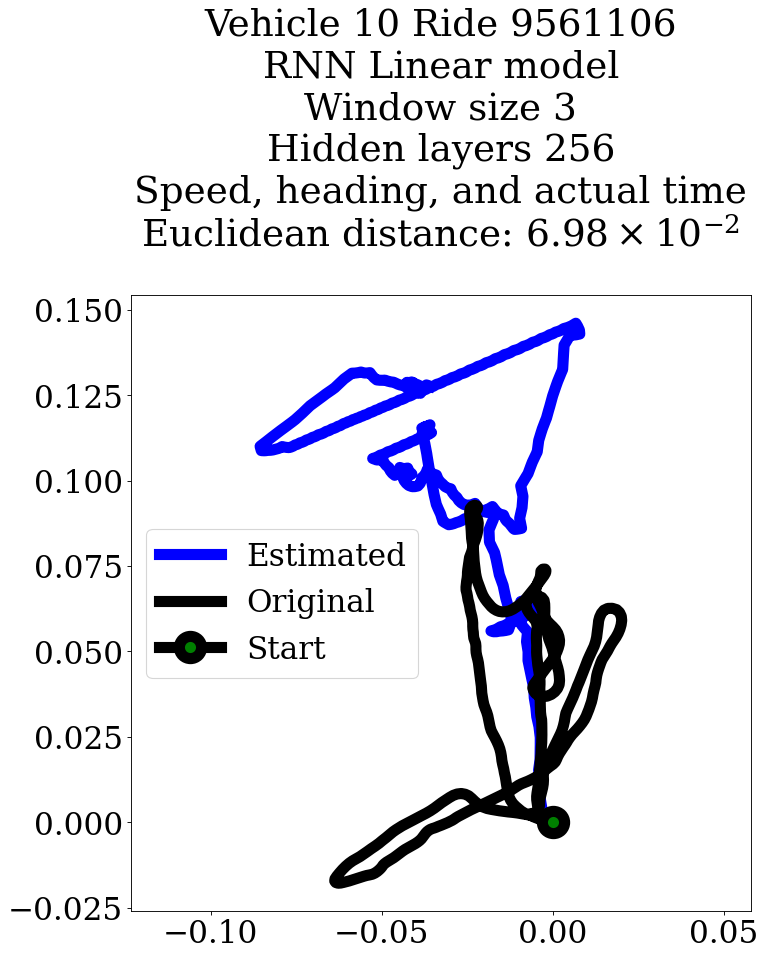 Vehicle 10 Ride 9561106
RNN Linear model
Window size 3
Hidden layers 256
Speed, heading, and actual time
Euclidean distance: 6.98 × 10⁻²
0.150
0.125
0.100
0.075
0.050
0.025
0.000
−0.025
Estimated
Original
Start
−0.10
−0.05
0.00
0.05